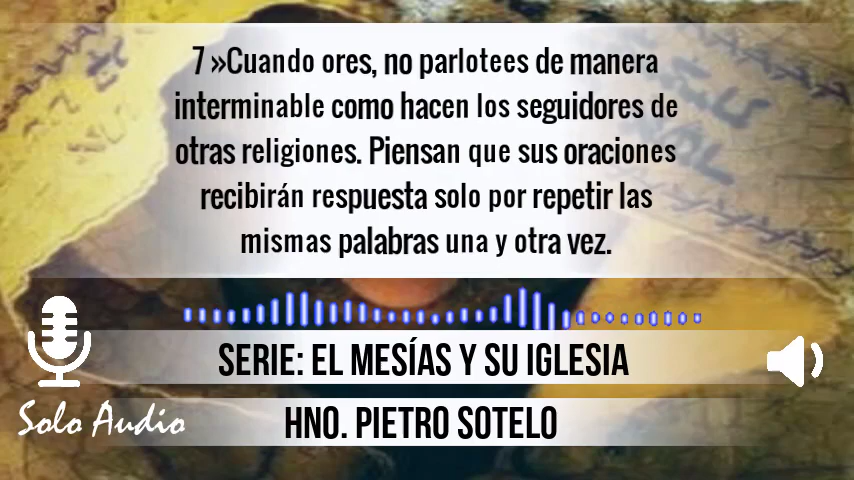 7 »Cuando ores, no parlotees de manera
interminable como hacen los seguidores de
otras religiones. Piensan que sus oraciones
recibirán respuesta solo por repetir las
mismas palabras una y otra vez.
SERIE: EL MESÍAS Y SU IGLESIA
Solo Audio
HNO. PIETRO SOTELO